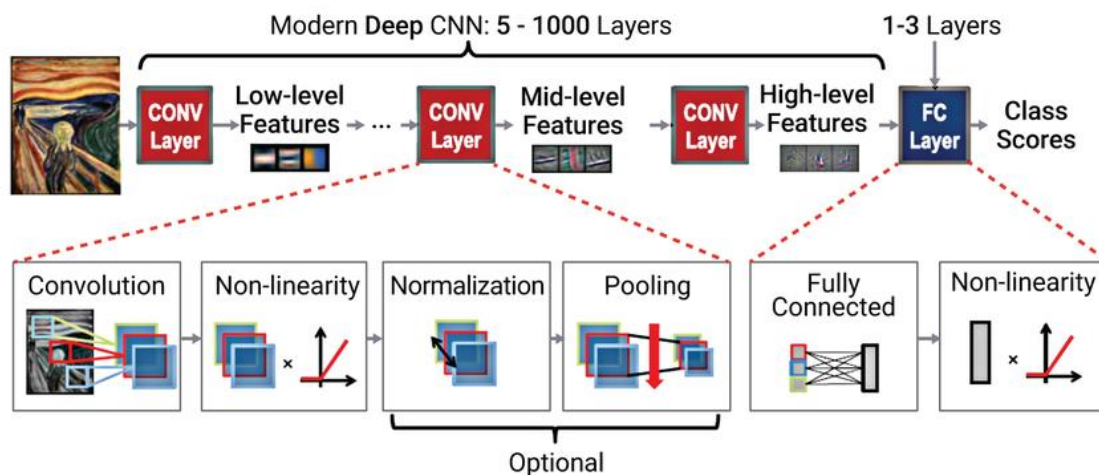 Modern Deep CNN: 5 - 1000 Layers
1-3 Layers
CONV
Layer
Low-level
Features
...
CONV
Layer
Mid-level
Features
CONV
Layer
High-level
Features
FC
Layer
Class
Scores
Convolution
Non-linearity
×
Normalization
Pooling
Optional
Fully
Connected
Non-linearity
×